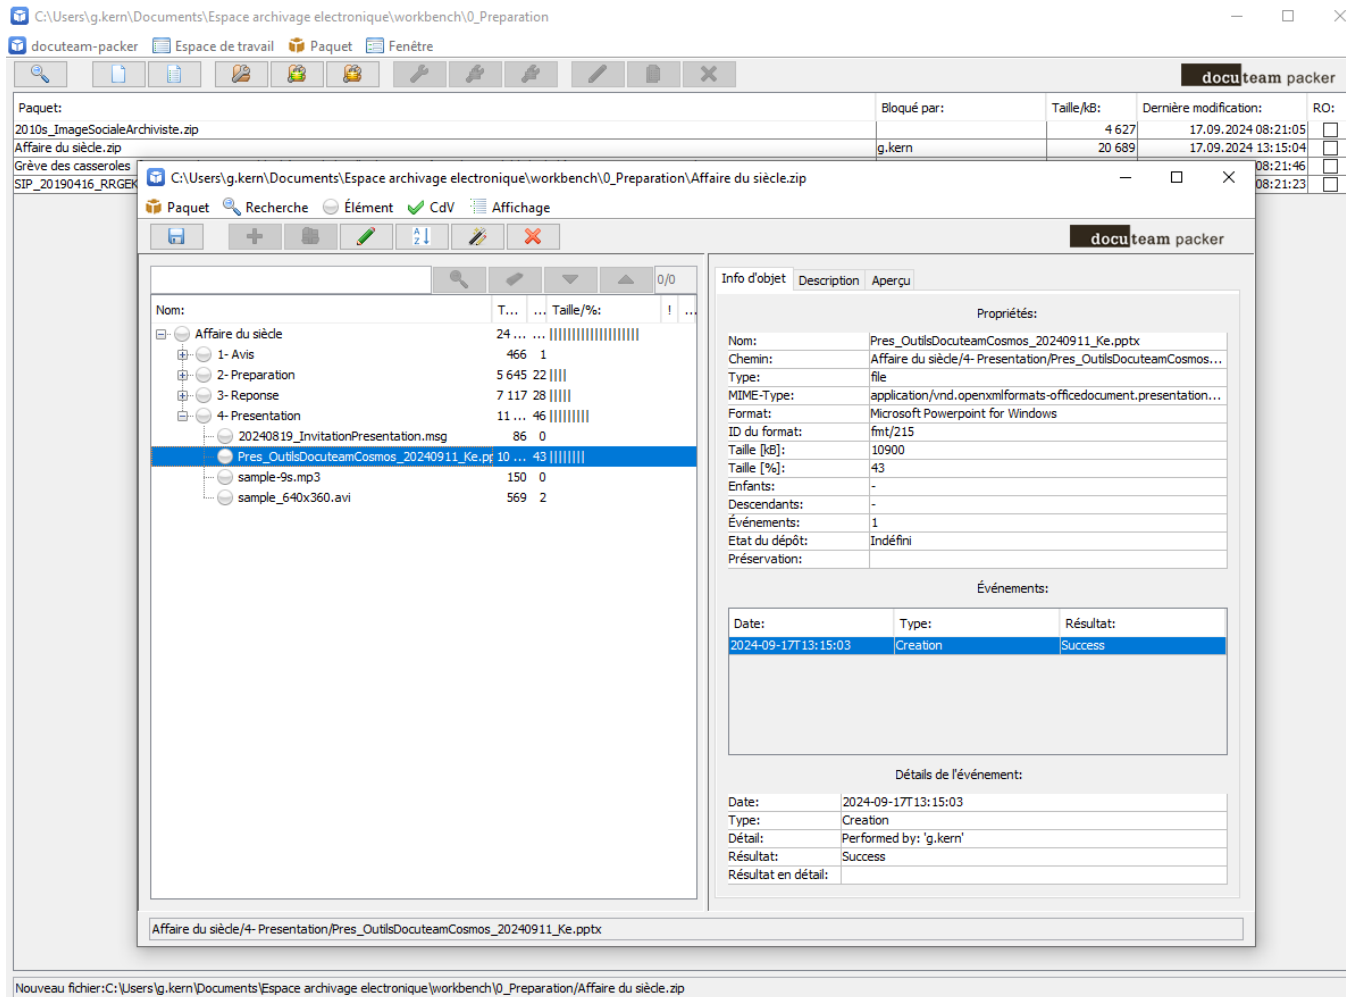 C:\Users\g.kern\Documents\Espace archivage electronique\workbench\0_Preparation
docuteam-packer Espace de travail Paquet Fenêtre
docuteam packer
Paquet: Bloqué par: Taille/kB: Dernière modification: RO:
2010s_ImageSocialeArchiviste.zip 4 627 17.09.2024 08:21:05
Affaire du siècle.zip g.kern 20 689 17.09.2024 13:15:04
Grève des casseroles 08:21:46
SIP_20190416_RRGEK 08:21:23
C:\Users\g.kern\Documents\Espace archivage electronique\workbench\0_Preparation\Affaire du siècle.zip
Paquet Recherche Élément CdV Affichage
docuteam packer
0/0
Nom: T... ... Taille/%: ! ...
Affaire du siècle 24 ... ...
1- Avis 466 1
2- Preparation 5 645 22
3- Reponse 7 117 28
4- Presentation 11 ... 46
20240819_InvitationPresentation.msg 86 0
Pres_OutilsDocuteamCosmos_20240911_Ke.pp 10 ... 43
sample-9s.mp3 150 0
sample_640x360.avi 569 2
Info d'objet Description Aperçu
Propriétés:
Nom: Pres_OutilsDocuteamCosmos_20240911_Ke.pptx
Chemin: Affaire du siècle/4- Presentation/Pres_OutilsDocuteamCosmos...
Type: file
MIME-Type: application/vnd.openxmlformats-officedocument.presentation...
Format: Microsoft Powerpoint for Windows
ID du format: fmt/215
Taille [kB]: 10900
Taille [%]: 43
Enfants: -
Descendants: -
Événements: 1
Etat du dépôt: Indéfini
Préservation:
Événements:
Date: Type: Résultat:
2024-09-17T13:15:03 Creation Success
Détails de l'événement:
Date: 2024-09-17T13:15:03
Type: Creation
Détail: Performed by: 'g.kern'
Résultat: Success
Résultat en détail:
Affaire du siècle/4- Presentation/Pres_OutilsDocuteamCosmos_20240911_Ke.pptx
Nouveau fichier:C:\Users\g.kern\Documents\Espace archivage electronique\workbench\0_Preparation/Affaire du siècle.zip